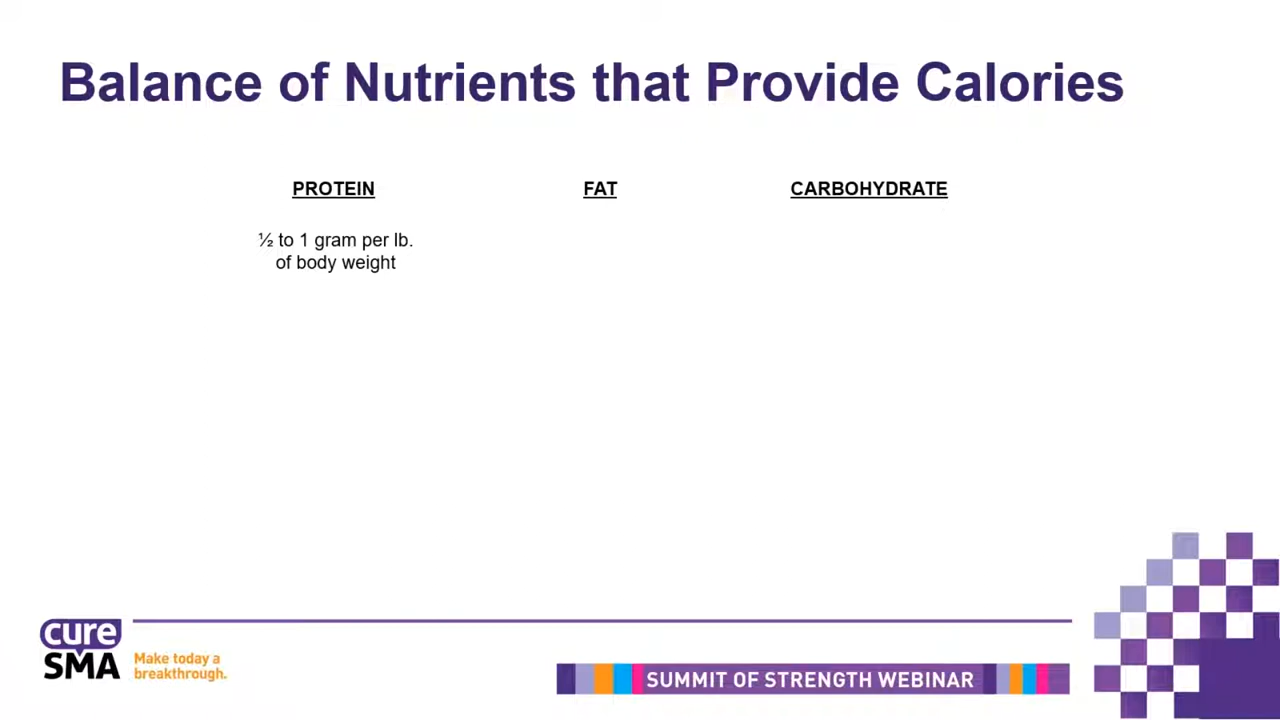 Balance of Nutrients that Provide Calories
PROTEIN
FAT
CARBOHYDRATE
½ to 1 gram per lb.
of body weight
cure
SMA
Make today a
breakthrough.
SUMMIT OF STRENGTH WEBINAR